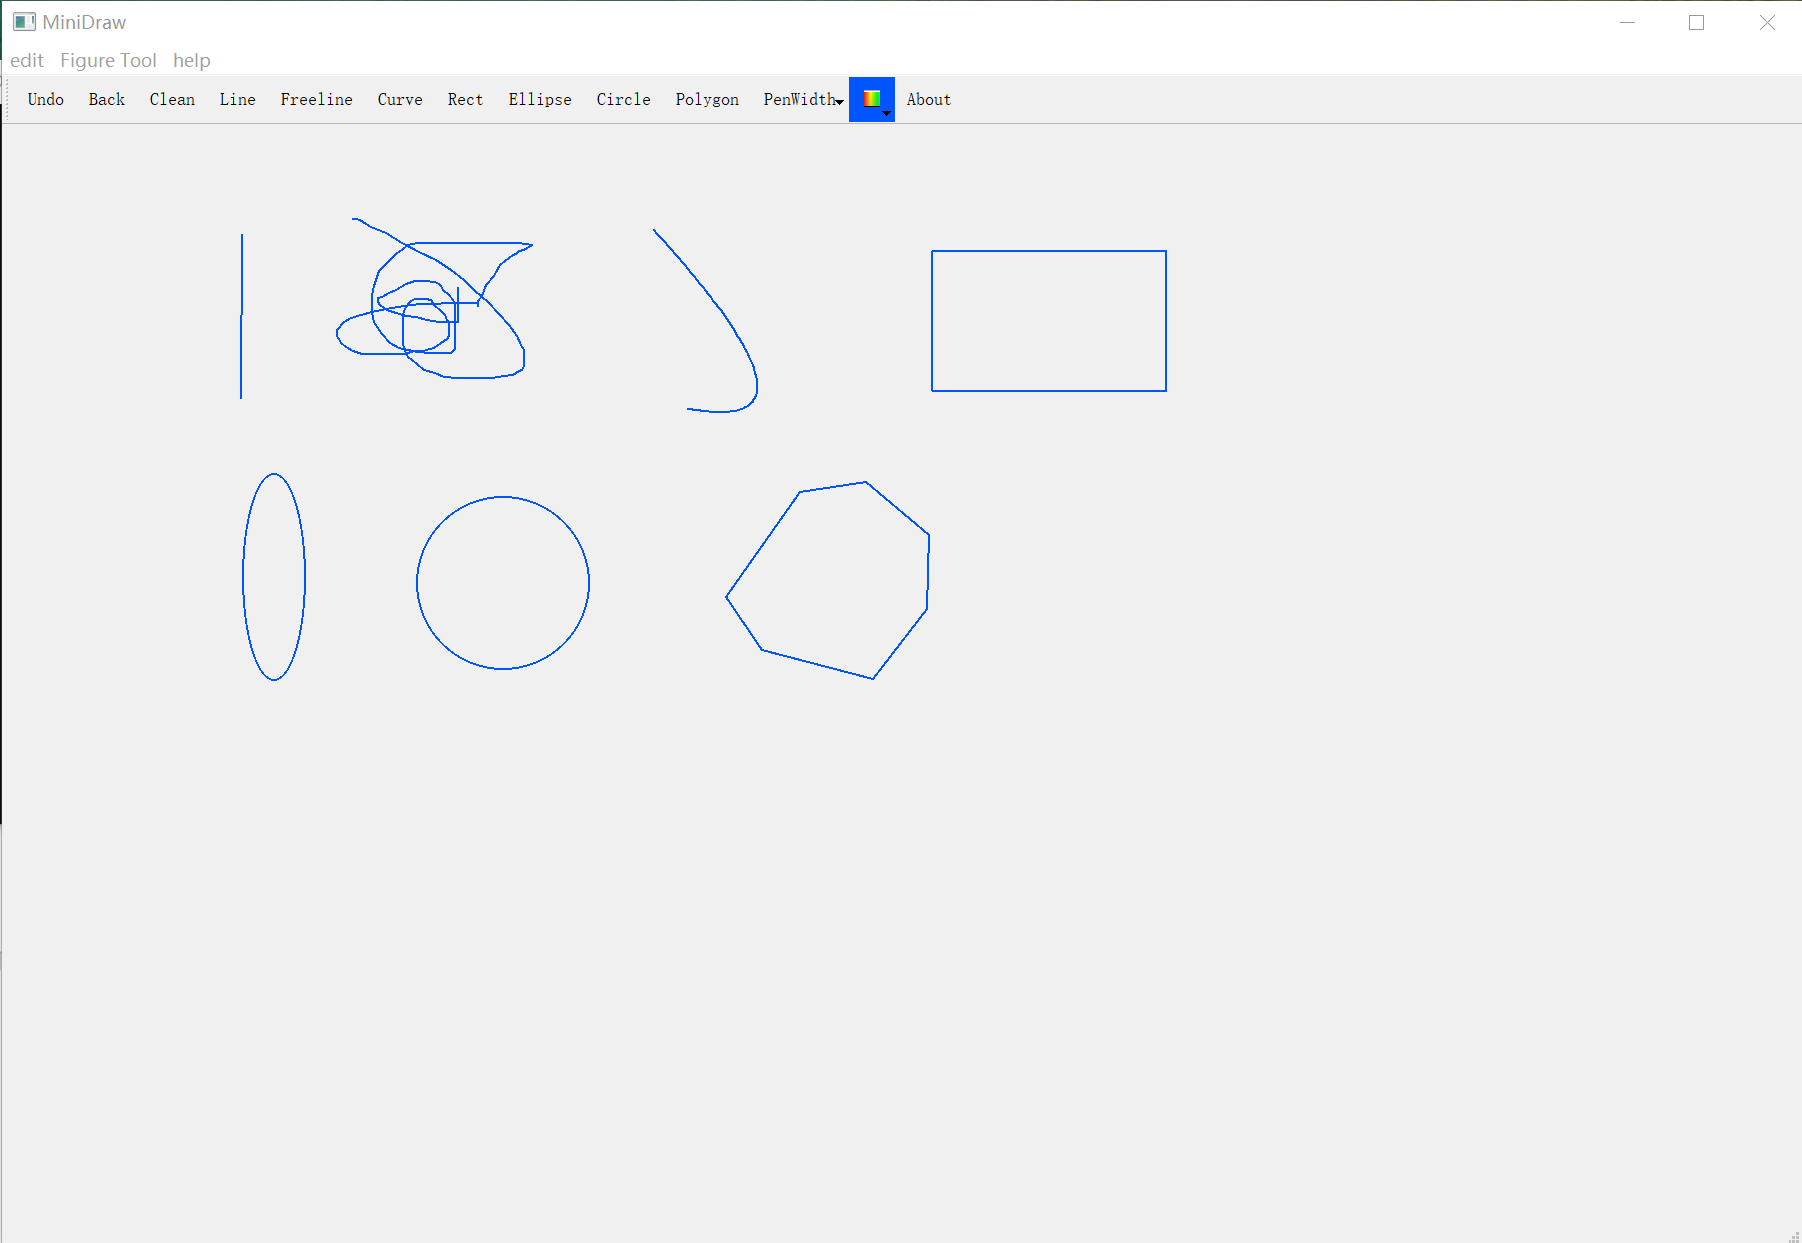 MiniDraw
edit Figure Tool help
Undo Back Clean Line Freeline Curve Rect Ellipse Circle Polygon PenWidth About